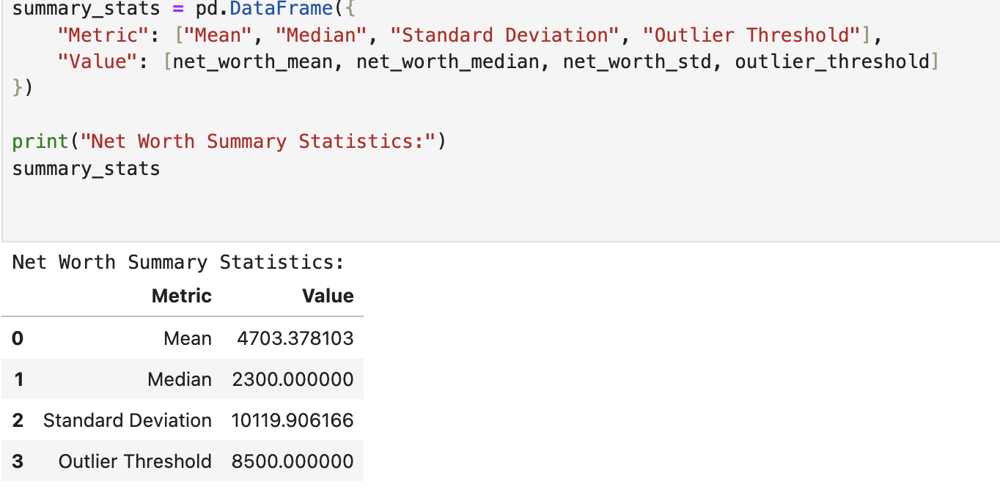 summary_stats = pd.DataFrame({
    "Metric": ["Mean", "Median", "Standard Deviation", "Outlier Threshold"],
    "Value": [net_worth_mean, net_worth_median, net_worth_std, outlier_threshold]
})
print("Net Worth Summary Statistics:")
summary_stats
Net Worth Summary Statistics:
Metric Value
0 Mean 4703.378103
1 Median 2300.000000
2 Standard Deviation 10119.906166
3 Outlier Threshold 8500.000000